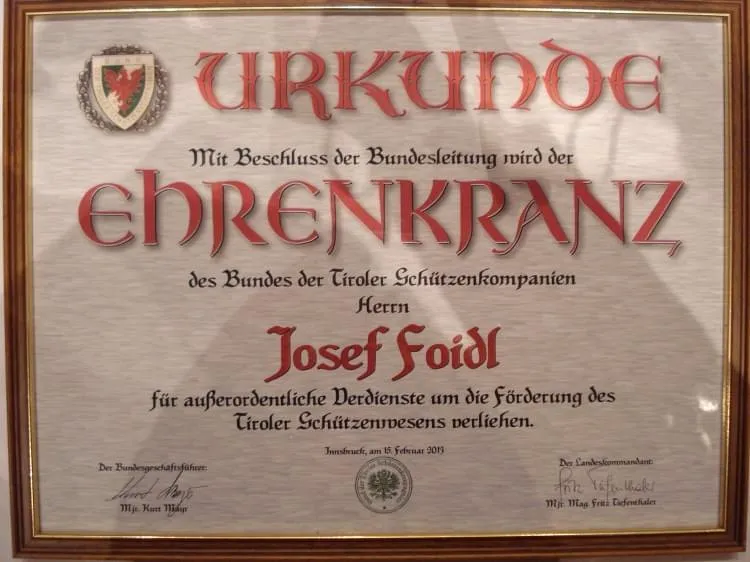 URKUNDE
Mit Beschluss der Bundesleitung wird der
EHRENKRANZ
des Bundes der Tiroler Schützenkompanien
Herrn
Josef Foidl
für außerordentliche Verdienste um die Förderung des
Tiroler Schützenwesens verliehen.
Innsbruck, am 15. Februar 2013
Der Bundesgeschäftsführer:
Mjr. Kurt Mayr
Der Landeskommandant:
Fritz Tiefenthaler
Mjr. Mag. Fritz Tiefenthaler